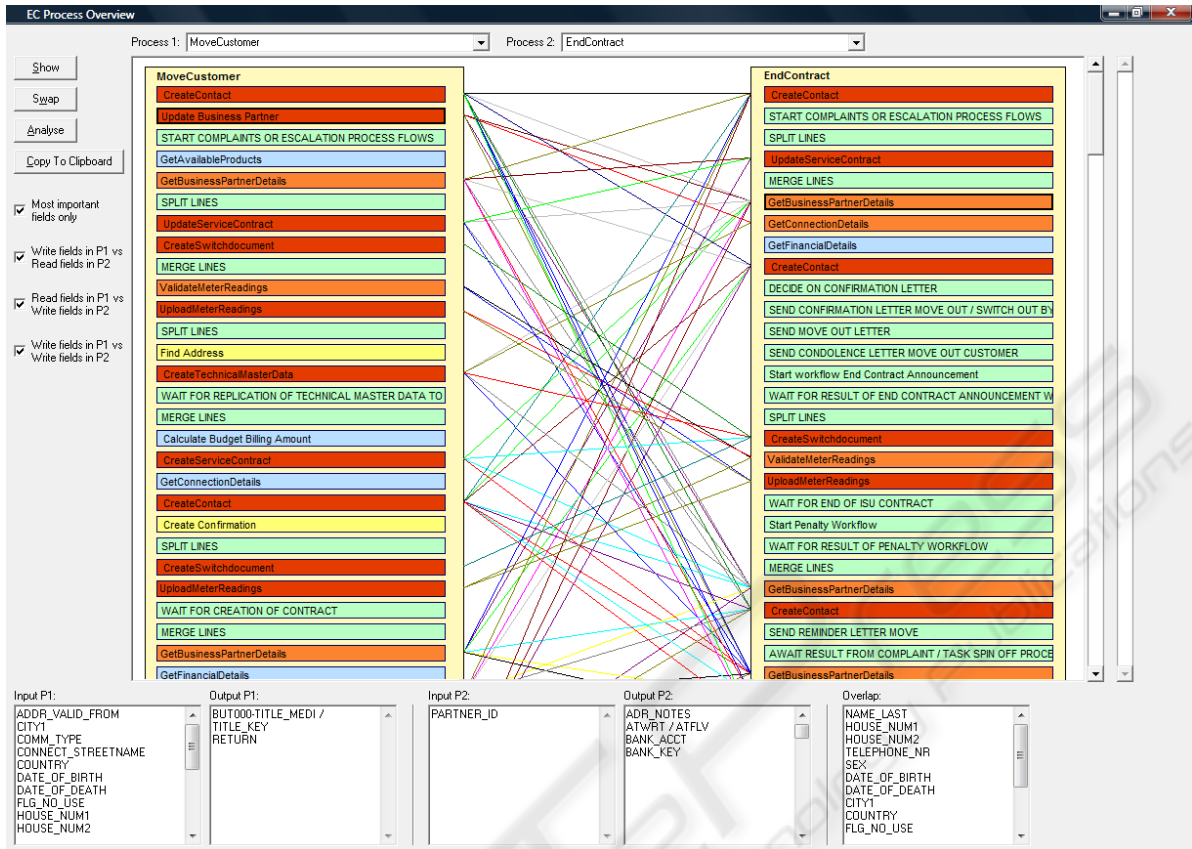 EC Process Overview
Process 1: MoveCustomer Process 2: EndContract
Show
Swap
Analyse
Copy To Clipboard
Most important
fields only
Write fields in P1 vs
Read fields in P2
Read fields in P1 vs
Write fields in P2
Write fields in P1 vs
Write fields in P2
MoveCustomer
CreateContact
Update Business Partner
START COMPLAINTS OR ESCALATION PROCESS FLOWS
GetAvailableProducts
GetBusinessPartnerDetails
SPLIT LINES
UpdateServiceContract
CreateSwitchdocument
MERGE LINES
ValidateMeterReadings
UploadMeterReadings
SPLIT LINES
Find Address
CreateTechnicalMasterData
WAIT FOR REPLICATION OF TECHNICAL MASTER DATA TO
MERGE LINES
Calculate Budget Billing Amount
CreateServiceContract
GetConnectionDetails
CreateContact
Create Confirmation
SPLIT LINES
CreateSwitchdocument
UploadMeterReadings
WAIT FOR CREATION OF CONTRACT
MERGE LINES
GetBusinessPartnerDetails
GetFinancialDetails
EndContract
CreateContact
START COMPLAINTS OR ESCALATION PROCESS FLOWS
SPLIT LINES
UpdateServiceContract
MERGE LINES
GetBusinessPartnerDetails
GetConnectionDetails
GetFinancialDetails
CreateContact
DECIDE ON CONFIRMATION LETTER
SEND CONFIRMATION LETTER MOVE OUT / SWITCH OUT BY
SEND MOVE OUT LETTER
SEND CONDOLENCE LETTER MOVE OUT CUSTOMER
Start workflow End Contract Announcement
WAIT FOR RESULT OF END CONTRACT ANNOUNCEMENT W
SPLIT LINES
CreateSwitchdocument
ValidateMeterReadings
UploadMeterReadings
WAIT FOR END OF ISU CONTRACT
Start Penalty Workflow
WAIT FOR RESULT OF PENALTY WORKFLOW
MERGE LINES
GetBusinessPartnerDetails
CreateContact
SEND REMINDER LETTER MOVE
AWAIT RESULT FROM COMPLAINT / TASK SPIN OFF PROCE
GetBusinessPartnerDetails
Input P1:
ADDR_VALID_FROM
CITY1
COMM_TYPE
CONNECT_STREETNAME
COUNTRY
DATE_OF_BIRTH
DATE_OF_DEATH
FLG_NO_USE
HOUSE_NUM1
HOUSE_NUM2
Output P1:
BUT000-TITLE_MEDI /
TITLE_KEY
RETURN
Input P2:
PARTNER_ID
Output P2:
ADR_NOTES
ATWRT / ATFLV
BANK_ACCT
BANK_KEY
Overlap:
NAME_LAST
HOUSE_NUM1
HOUSE_NUM2
TELEPHONE_NR
SEX
DATE_OF_BIRTH
DATE_OF_DEATH
CITY1
COUNTRY
FLG_NO_USE